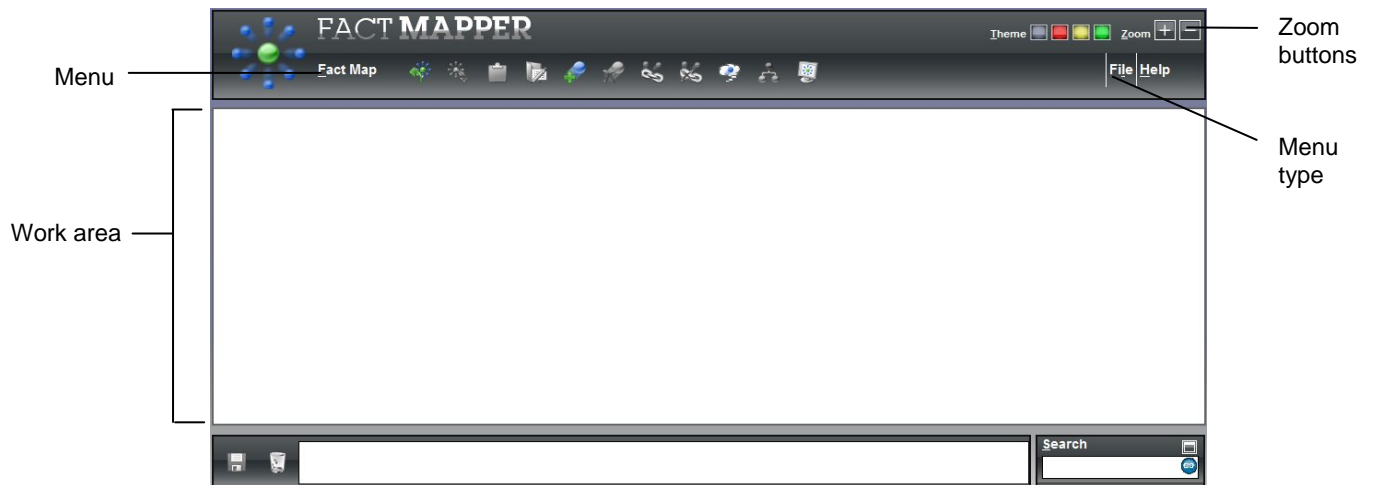 FACT MAPPER
Theme
Zoom
Zoom
buttons
Menu
Fact Map
File Help
Menu
type
Work area
Search